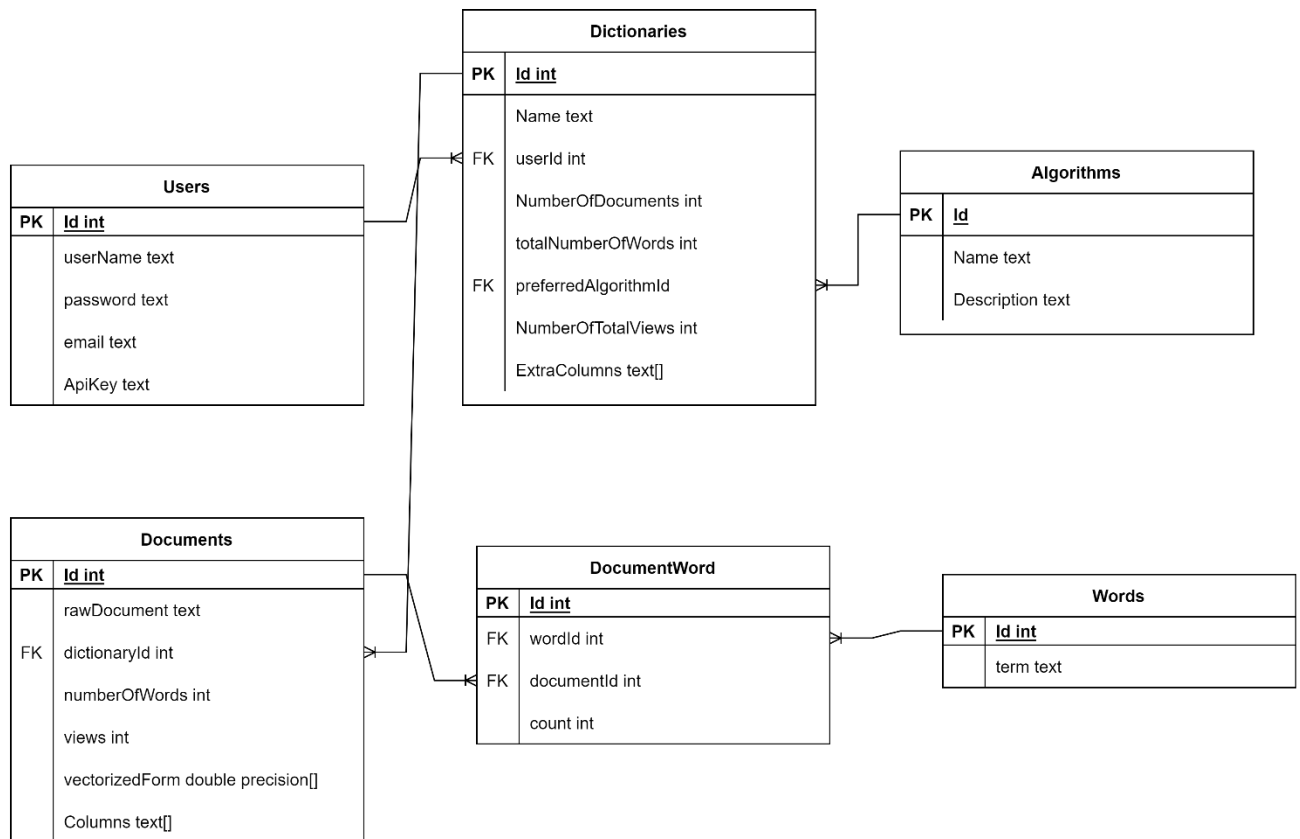 Dictionaries
PK Id int
Name text
FK userId int
NumberOfDocuments int
totalNumberOfWords int
FK preferredAlgorithmId
NumberOfTotalViews int
ExtraColumns text[]
Users
PK Id int
userName text
password text
email text
ApiKey text
Algorithms
PK Id
Name text
Description text
Documents
PK Id int
rawDocument text
FK dictionaryId int
numberOfWords int
views int
vectorizedForm double precision[]
Columns text[]
DocumentWord
PK Id int
FK wordId int
FK documentId int
count int
Words
PK Id int
term text